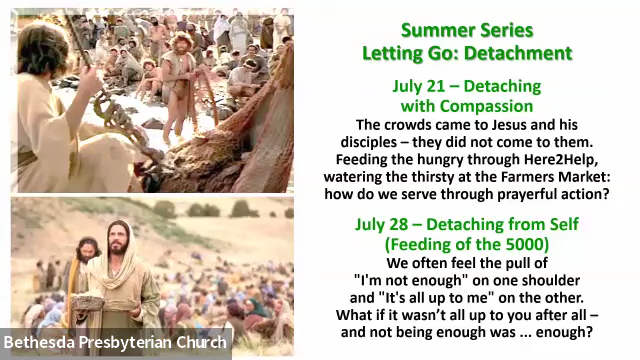 Summer Series
Letting Go: Detachment
July 21 – Detaching
with Compassion
The crowds came to Jesus and his
disciples – they did not come to them.
Feeding the hungry through Here2Help,
watering the thirsty at the Farmers Market:
how do we serve through prayerful action?
July 28 – Detaching from Self
(Feeding of the 5000)
We often feel the pull of
"I'm not enough" on one shoulder
and "It's all up to me" on the other.
What if it wasn’t all up to you after all –
and not being enough was ... enough?
Bethesda Presbyterian Church